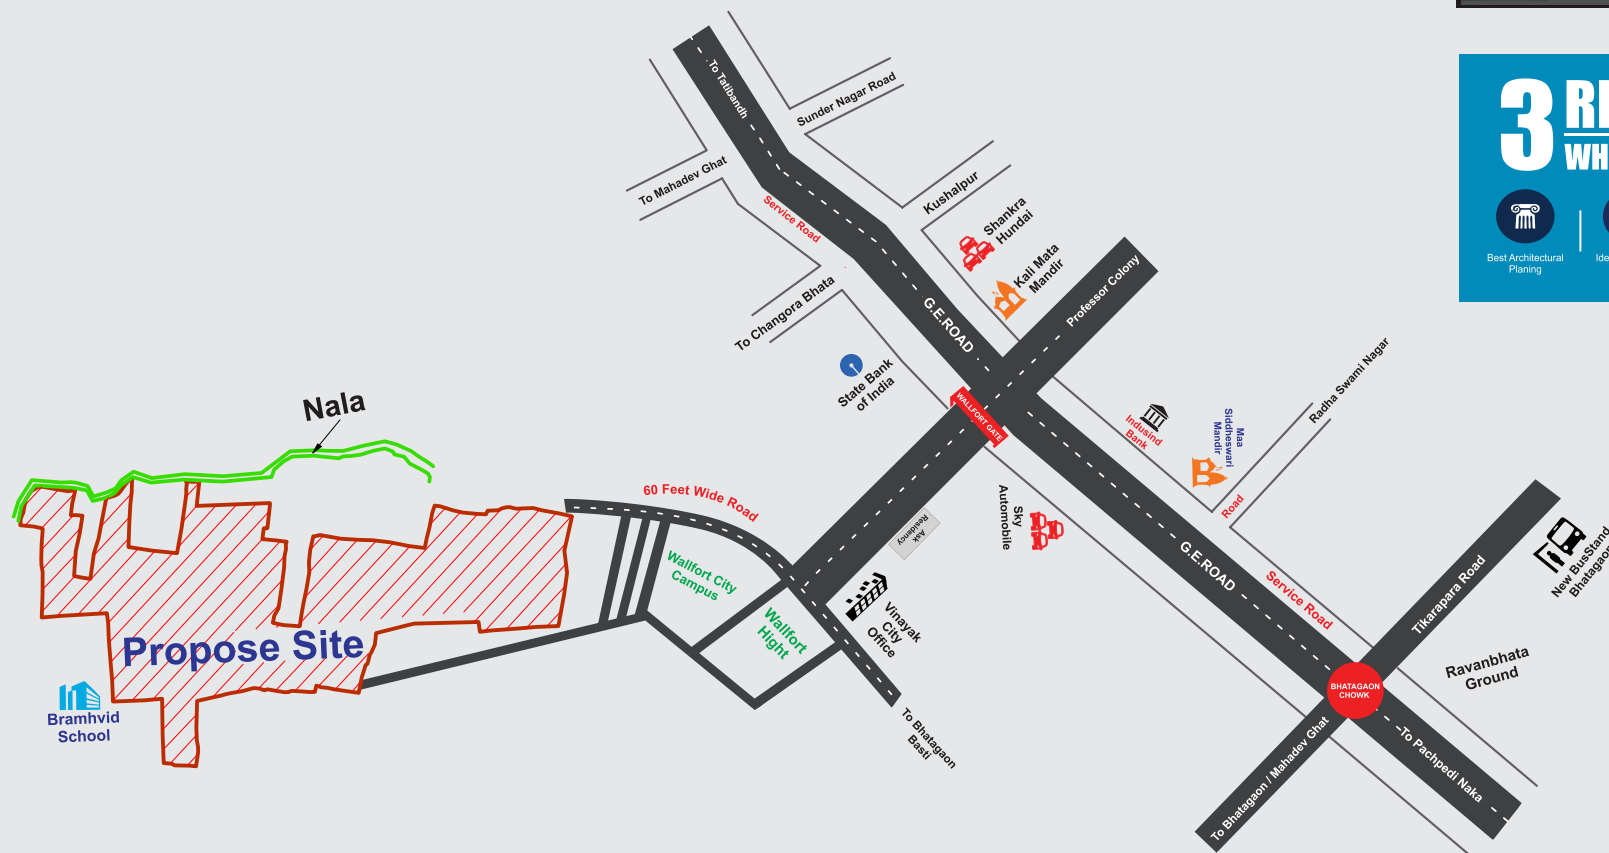 To Tatibandh
Sunder Nagar Road
To Mahadev Ghat
Service Road
Kushalpur
Shankra
Hundai
Kali Mata
Mandir
Professor Colony
To Changora Bhata
G.E.ROAD
State Bank
of India
WALLFORT GATE
Indusind
Bank
Maa
Siddheswari
Mandir
Radha Swami Nagar
Road
Nala
60 Feet Wide Road
Ask
Residency
Sky
Automobile
Wallfort City
Campus
Wallfort
Hight
Vinayak
City
Office
G.E.ROAD
Service Road
Tikarapara Road
New BusStand
Bhatagaon
Propose Site
Bramhvid
School
To Bhatagaon
Basti
BHATAGAON
CHOWK
Ravanbhata
Ground
To Bhatagaon / Mahadev Ghat
To Pachpedi Naka
3
Best Architectural
Planing